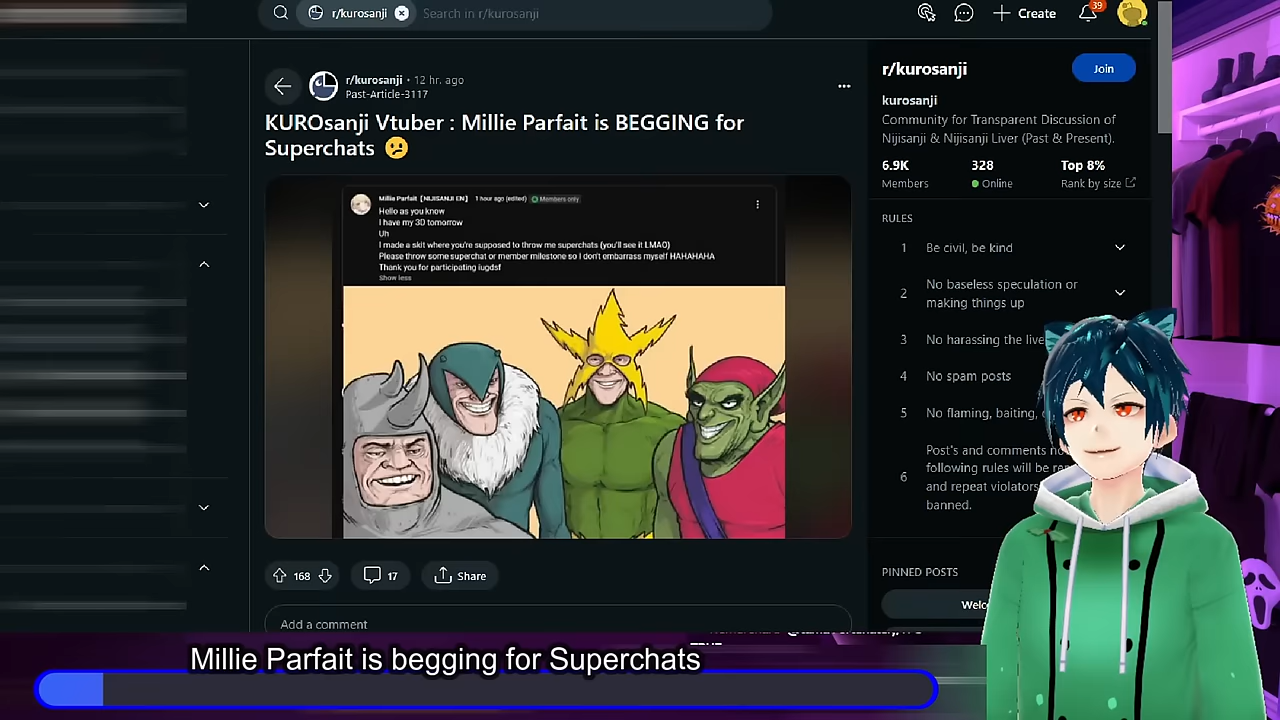 r/kurosanji
Search in r/kurosanji
Create
39
r/kurosanji • 12 hr. ago
Past-Article-3117
KUROsanji Vtuber : Millie Parfait is BEGGING for
Superchats
Millie Parfait【NIJISANJI EN】 1 hour ago (edited) Members only
Hello as you know
I have my 3D tomorrow
Uh
I made a skit where you're supposed to throw me superchats (you'll see it LMAO)
Please throw some superchat or member milestone so I don't embarrass myself HAHAHAHA
Thank you for participating iugdsf
Show less
168
17
Share
Add a comment
r/kurosanji
Join
kurosanji
Community for Transparent Discussion of
Nijisanji & Nijisanji Liver (Past & Present).
6.9K
328
Top 8%
Members
Online
Rank by size
RULES
1 Be civil, be kind
2 No baseless speculation or
making things up
3 No harassing the live
4 No spam posts
5 No flaming, baiting,
6 Post's and comments no
following rules will be re
and repeat violators
banned.
PINNED POSTS
Welc
Millie Parfait is begging for Superchats